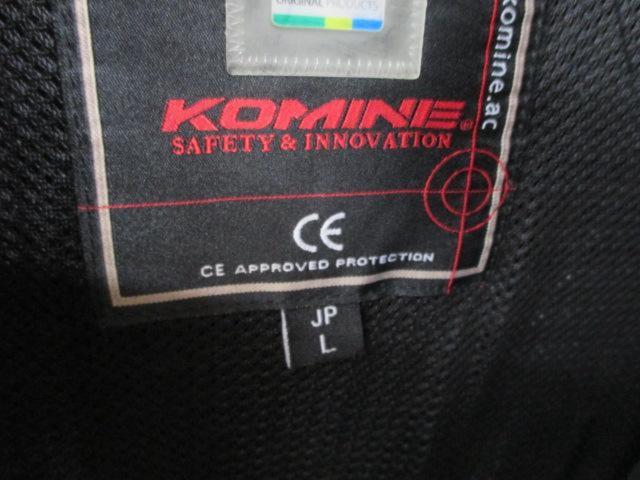 ORIGINAL PRODUCTS
komine.ac
KOMINE®
SAFETY & INNOVATION
CE
CE APPROVED PROTECTION
JP
L